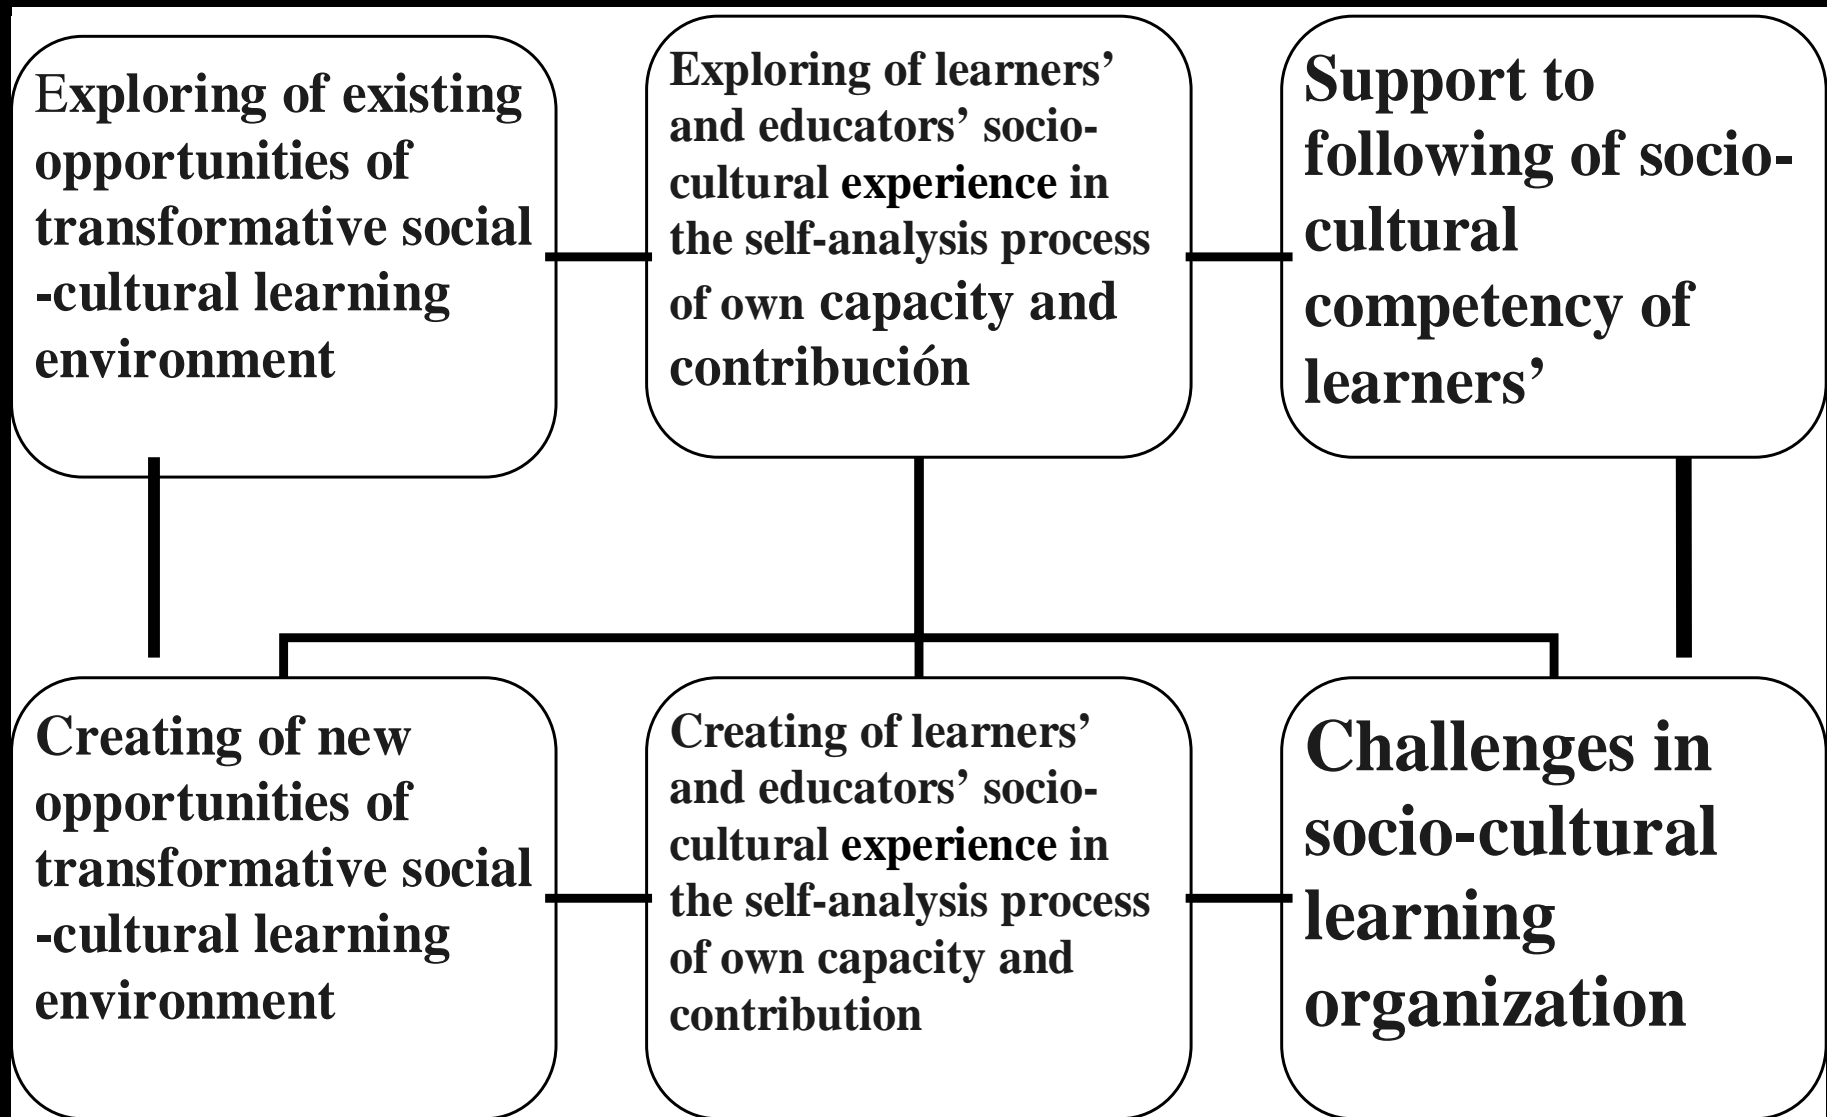 Exploring of existing
opportunities of
transformative social
-cultural learning
environment
Exploring of learners’
and educators’ socio-
cultural experience in
the self-analysis process
of own capacity and
contribución
Support to
following of socio-
cultural
competency of
learners’
Creating of new
opportunities of
transformative social
-cultural learning
environment
Creating of learners’
and educators’ socio-
cultural experience in
the self-analysis process
of own capacity and
contribution
Challenges in
socio-cultural
learning
organization